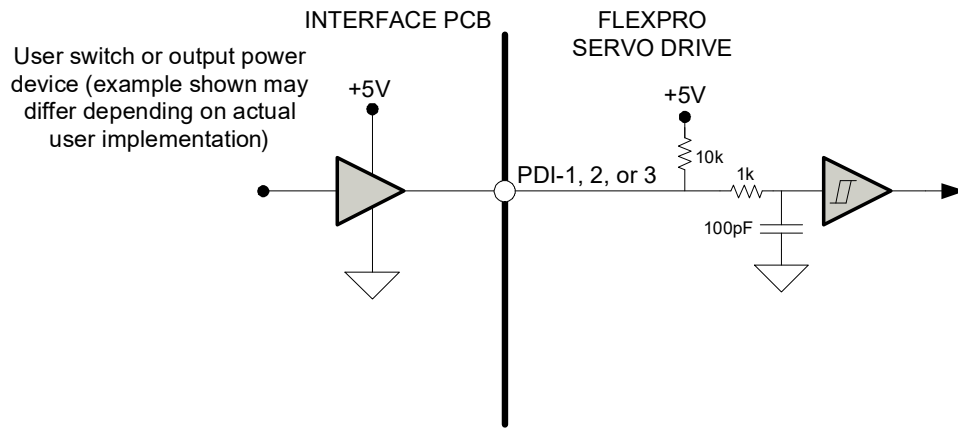 INTERFACE PCB
FLEXPRO
SERVO DRIVE
User switch or output power
device (example shown may
differ depending on actual
user implementation)
+5V
+5V
10k
PDI-1, 2, or 3
1k
100pF